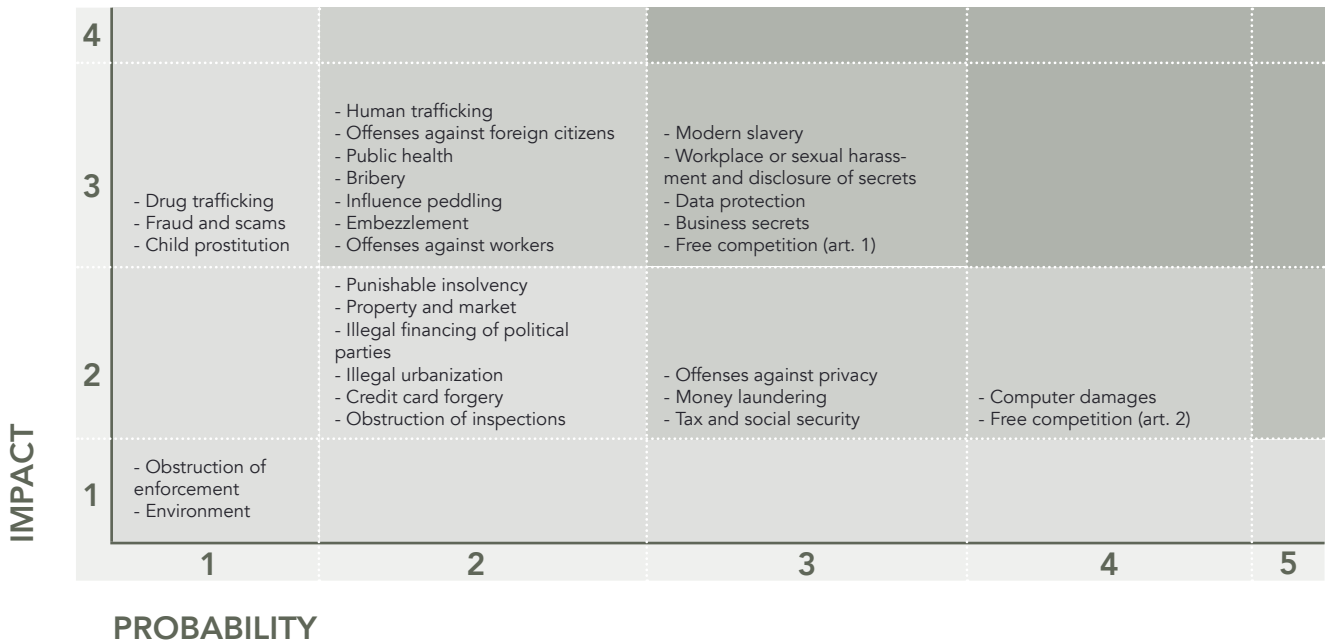 4
3
- Drug trafficking
- Fraud and scams
- Child prostitution
- Human trafficking
- Offenses against foreign citizens
- Public health
- Bribery
- Influence peddling
- Embezzlement
- Offenses against workers
- Modern slavery
- Workplace or sexual harass-
ment and disclosure of secrets
- Data protection
- Business secrets
- Free competition (art. 1)
2
- Punishable insolvency
- Property and market
- Illegal financing of political
parties
- Illegal urbanization
- Credit card forgery
- Obstruction of inspections
- Offenses against privacy
- Money laundering
- Tax and social security
- Computer damages
- Free competition (art. 2)
IMPACT
1
- Obstruction of
enforcement
- Environment
1 2 3 4 5
PROBABILITY